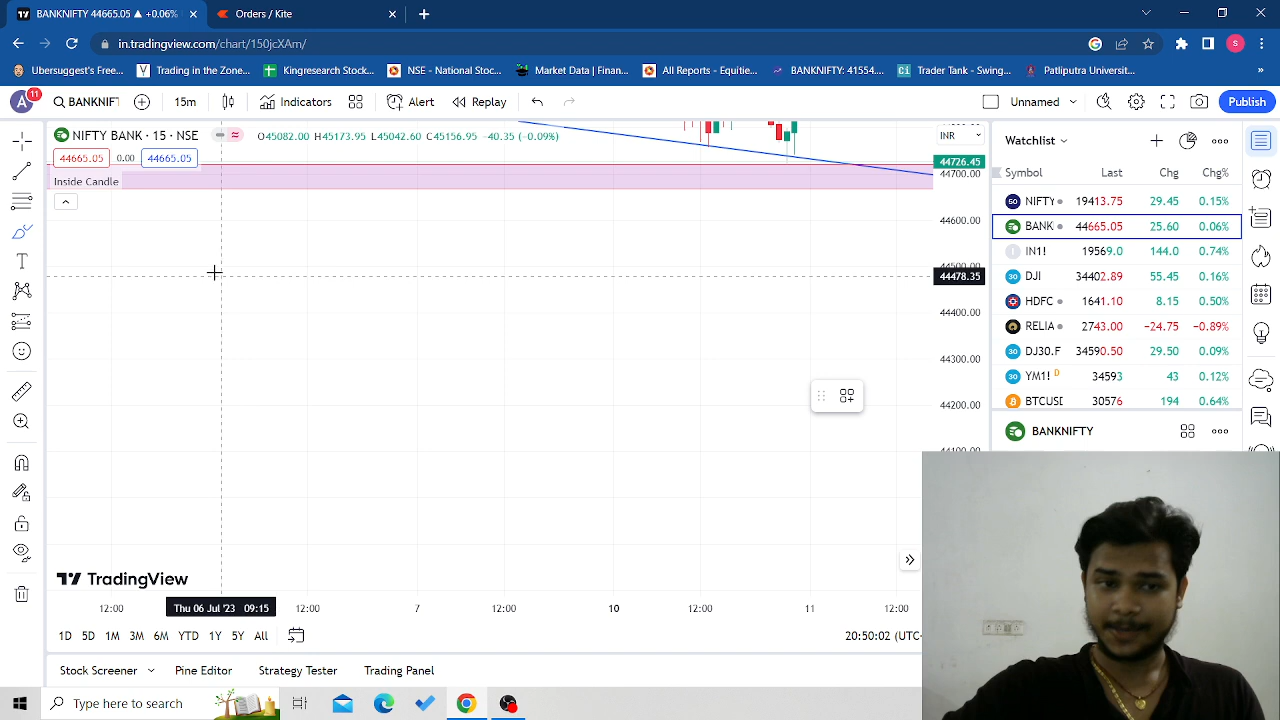 BANKNIFTY 44665.05 ▲ +0.06%
Orders / Kite
in.tradingview.com/chart/150jcXAm/
Ubersuggest's Free...
Trading in the Zone...
Kingresearch Stock...
NSE - National Stoc...
Market Data | Finan...
All Reports - Equitie...
BANKNIFTY: 41554...
Trader Tank - Swing...
Patliputra Universit...
A 11
BANKNIF
15m
Indicators
Alert
Replay
Unnamed
Publish
NIFTY BANK · 15 · NSE
O45082.00 H45173.95 L45042.60 C45156.95 -40.35 (-0.09%)
INR
44665.05 0.00 44665.05
44726.45
44700.00
Inside Candle
44600.00
44478.35
44400.00
44300.00
44200.00
Watchlist
Symbol Last Chg Chg%
NIFTY 19413.75 29.45 0.15%
BANK 44665.05 25.60 0.06%
IN1! 19569.0 144.0 0.74%
DJI 34402.89 55.45 0.16%
HDFC 1641.10 8.15 0.50%
RELIA 2743.00 -24.75 -0.89%
DJ30.F 34590.50 29.50 0.09%
YM1! D 34593 43 0.12%
BTCUSD 30576 194 0.64%
BANKNIFTY
TradingView
12:00 Thu 06 Jul '23 09:15 12:00 7 12:00 10 12:00 11 12:00
1D 5D 1M 3M 6M YTD 1Y 5Y All
20:50:02 (UTC+
Stock Screener
Pine Editor
Strategy Tester
Trading Panel
Type here to search